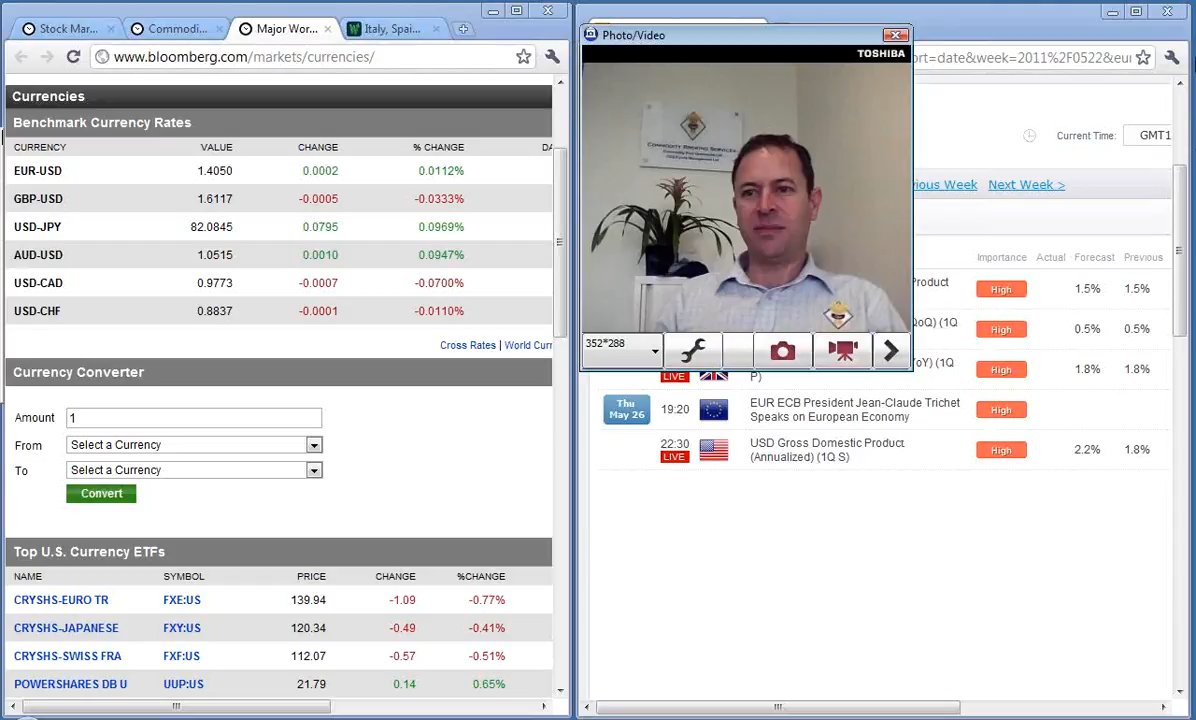 Stock Mar...
Commodi...
Major Wor...
Italy, Spai...
www.bloomberg.com/markets/currencies/
Currencies
Benchmark Currency Rates
CURRENCY VALUE CHANGE % CHANGE DA
EUR-USD 1.4050 0.0002 0.0112%
GBP-USD 1.6117 -0.0005 -0.0333%
USD-JPY 82.0845 0.0795 0.0969%
AUD-USD 1.0515 0.0010 0.0947%
USD-CAD 0.9773 -0.0007 -0.0700%
USD-CHF 0.8837 -0.0001 -0.0110%
Cross Rates | World Curr
Currency Converter
Amount 1
From Select a Currency
To Select a Currency
Convert
Top U.S. Currency ETFs
NAME SYMBOL PRICE CHANGE %CHANGE
CRYSHS-EURO TR FXE:US 139.94 -1.09 -0.77%
CRYSHS-JAPANESE FXY:US 120.34 -0.49 -0.41%
CRYSHS-SWISS FRA FXF:US 112.07 -0.57 -0.51%
POWERSHARES DB U UUP:US 21.79 0.14 0.65%
Photo/Video
TOSHIBA
COMMODITY BROKING SERVICES
352*288
ort=date&week=2011%2F0522&eur
Current Time: GMT1
ious Week Next Week >
Importance Actual Forecast Previous
Product High 1.5% 1.5%
QoQ) (1Q High 0.5% 0.5%
YoY) (1Q High 1.8% 1.8%
LIVE P)
Thu
May 26
19:20 EUR ECB President Jean-Claude Trichet
Speaks on European Economy High
22:30 USD Gross Domestic Product
LIVE (Annualized) (1Q S) High 2.2% 1.8%